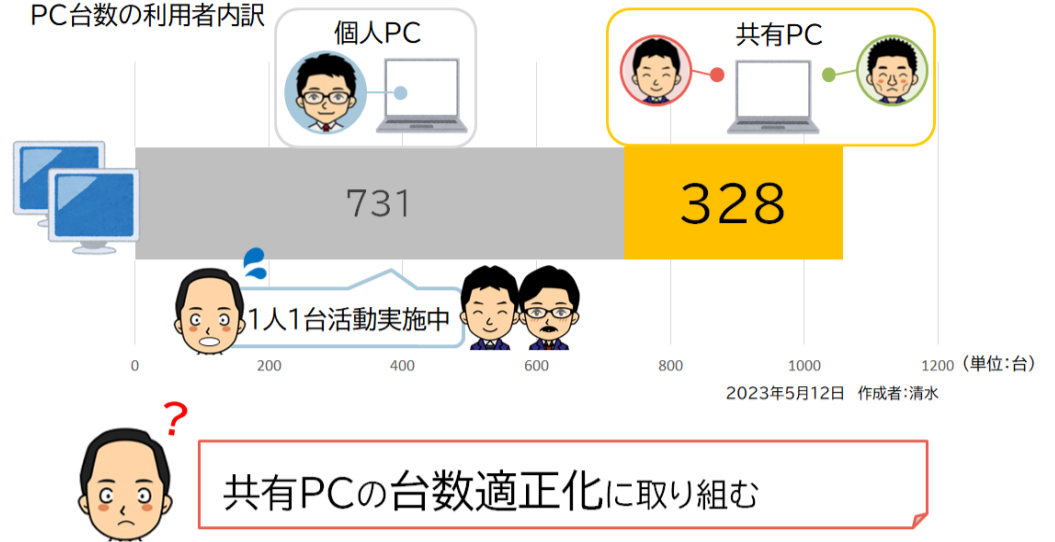 PC台数の利用者内訳
個人PC
共有PC
731
328
1人1台活動実施中
0 200 400 600 800 1000 1200 (単位:台)
2023年5月12日 作成者:清水
?
共有PCの台数適正化に取り組む